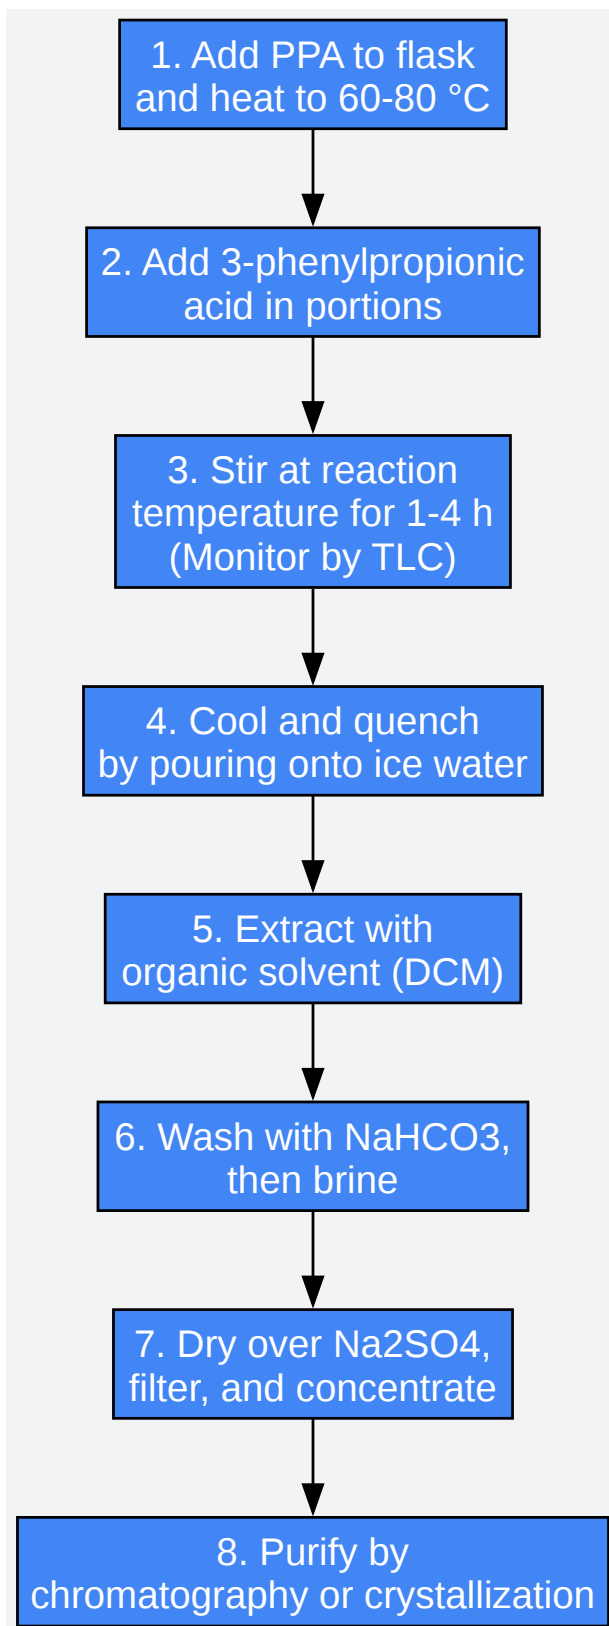 1. Add PPA to flask
and heat to 60-80 °C
2. Add 3-phenylpropionic
acid in portions
3. Stir at reaction
temperature for 1-4 h
(Monitor by TLC)
4. Cool and quench
by pouring onto ice water
5. Extract with
organic solvent (DCM)
6. Wash with NaHCO3,
then brine
7. Dry over Na2SO4,
filter, and concentrate
8. Purify by
chromatography or crystallization